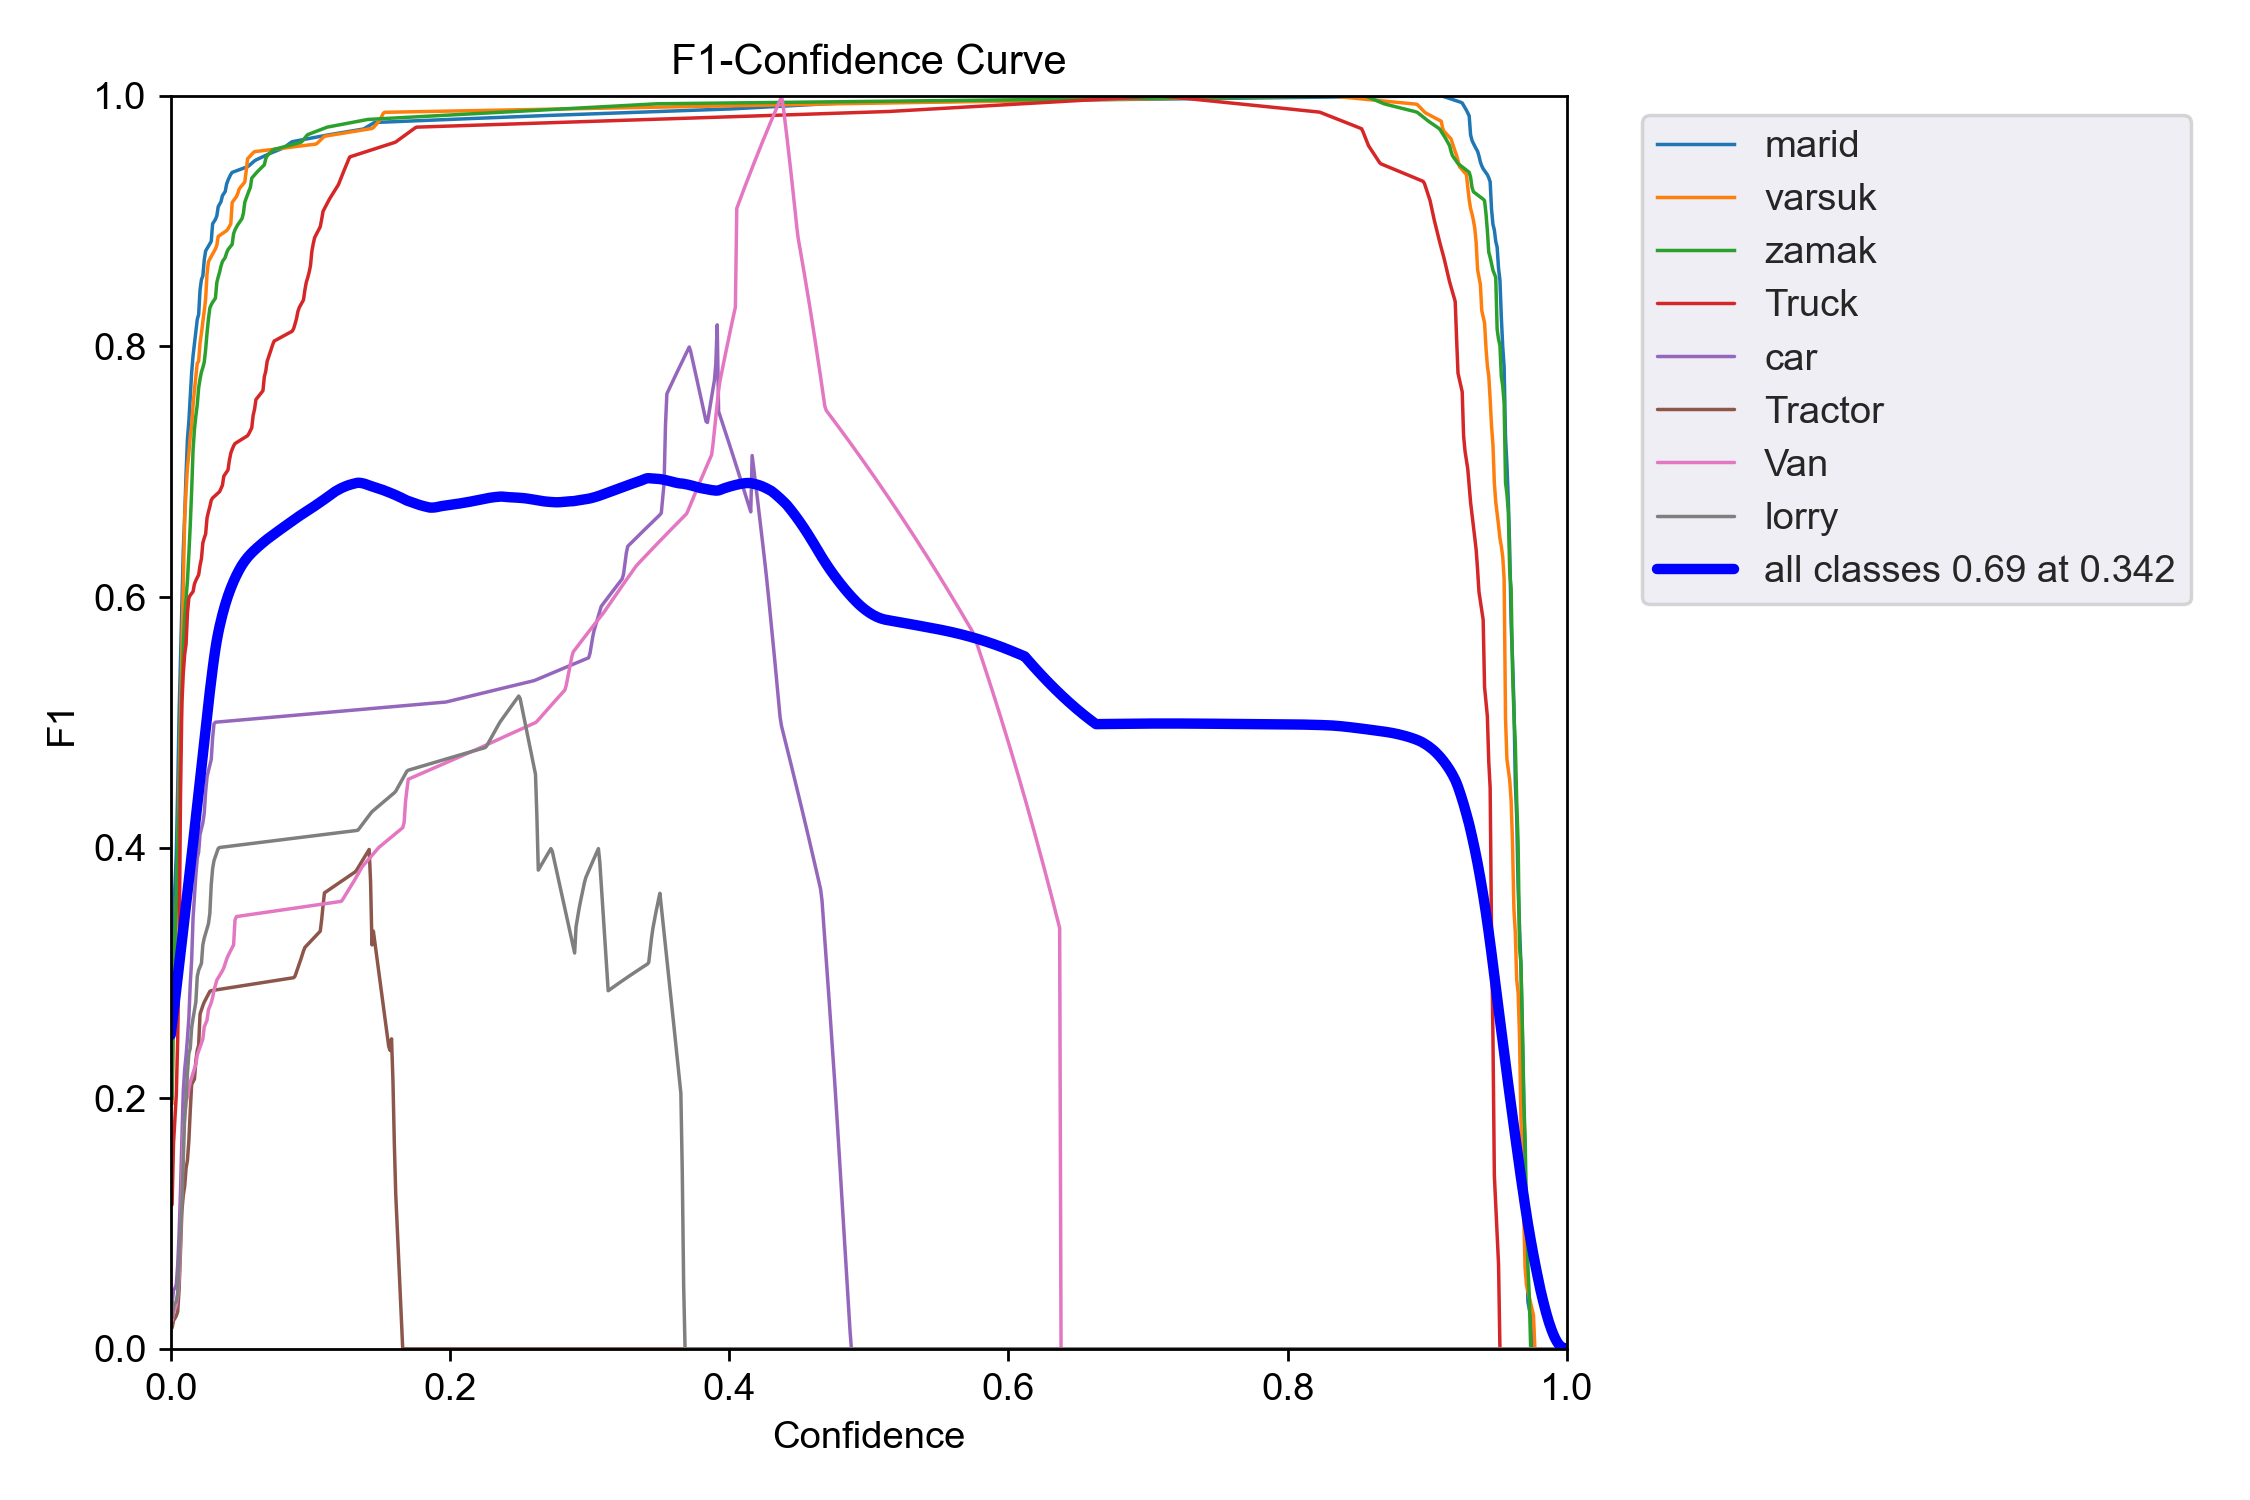 F1-Confidence Curve
1.0
0.8
0.6
0.4
0.2
0.0
F1
0.0 0.2 0.4 0.6 0.8 1.0
Confidence
marid
varsuk
zamak
Truck
car
Tractor
Van
lorry
all classes 0.69 at 0.342